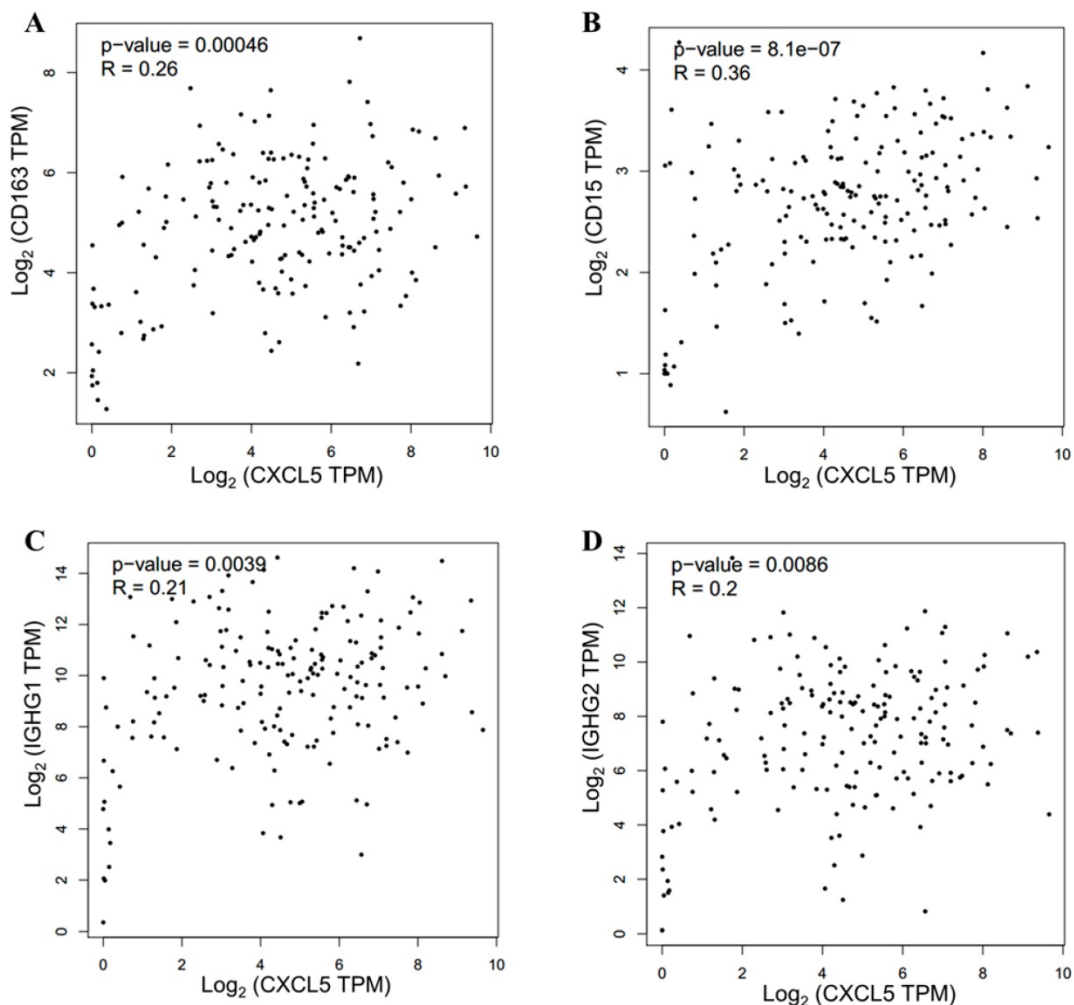 A
p-value = 0.00046
R = 0.26
Log2 (CD163 TPM)
8
6
4
2
0 2 4 6 8 10
Log2 (CXCL5 TPM)
B
p-value = 8.1e-07
R = 0.36
Log2 (CD15 TPM)
4
3
2
1
0 2 4 6 8 10
Log2 (CXCL5 TPM)
C
p-value = 0.0039
R = 0.21
Log2 (IGHG1 TPM)
14
12
10
8
6
4
2
0
0 2 4 6 8 10
Log2 (CXCL5 TPM)
D
p-value = 0.0086
R = 0.2
Log2 (IGHG2 TPM)
14
12
10
8
6
4
2
0
0 2 4 6 8 10
Log2 (CXCL5 TPM)